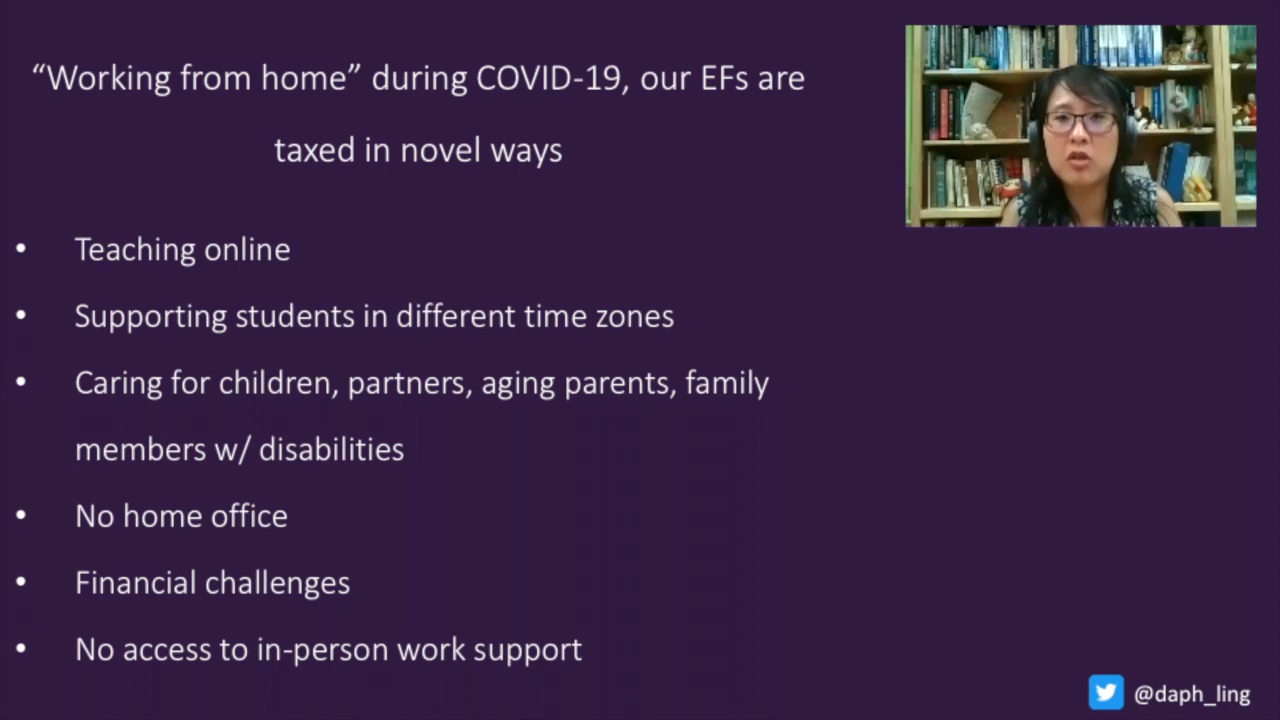 “Working from home” during COVID-19, our EFs are
taxed in novel ways
• Teaching online
• Supporting students in different time zones
• Caring for children, partners, aging parents, family
members w/ disabilities
• No home office
• Financial challenges
• No access to in-person work support
@daph_ling